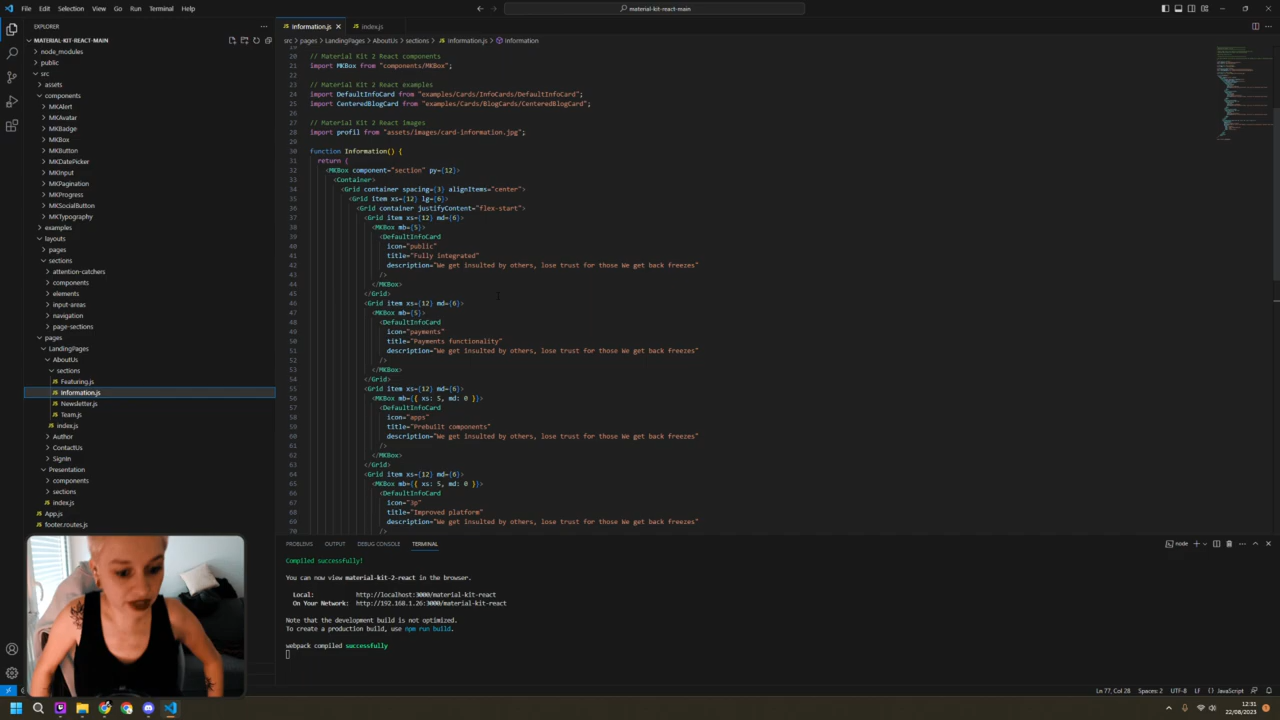 File Edit Selection View Go Run Terminal Help
material-kit-react-main
EXPLORER
MATERIAL-KIT-REACT-MAIN
node_modules
public
src
assets
components
MKAlert
MKAvatar
MKBadge
MKBox
MKButton
MKDatePicker
MKInput
MKPagination
MKProgress
MKSocialButton
MKTypography
examples
layouts
pages
sections
attention-catchers
components
elements
input-areas
navigation
page-sections
pages
LandingPages
AboutUs
sections
JS Featuring.js
JS Information.js
JS Newsletter.js
JS Team.js
JS index.js
Author
ContactUs
SignIn
Presentation
components
sections
JS index.js
JS App.js
JS footer.routes.js
JS Information.js JS index.js
src > pages > LandingPages > AboutUs > sections > JS Information.js > Information
19
20 // Material Kit 2 React components
21 import MKBox from "components/MKBox";
22
23 // Material Kit 2 React examples
24 import DefaultInfoCard from "examples/Cards/InfoCards/DefaultInfoCard";
25 import CenteredBlogCard from "examples/Cards/BlogCards/CenteredBlogCard";
26
27 // Material Kit 2 React images
28 import profil from "assets/images/card-information.jpg";
29
30 function Information() {
31 return (
32 <MKBox component="section" py={12}>
33 <Container>
34 <Grid container spacing={3} alignItems="center">
35 <Grid item xs={12} lg={6}>
36 <Grid container justifyContent="flex-start">
37 <Grid item xs={12} md={6}>
38 <MKBox mb={5}>
39 <DefaultInfoCard
40 icon="public"
41 title="Fully integrated"
42 description="We get insulted by others, lose trust for those We get back freezes"
43 />
44 </MKBox>
45 </Grid>
46 <Grid item xs={12} md={6}>
47 <MKBox mb={5}>
48 <DefaultInfoCard
49 icon="payments"
50 title="Payments functionality"
51 description="We get insulted by others, lose trust for those We get back freezes"
52 />
53 </MKBox>
54 </Grid>
55 <Grid item xs={12} md={6}>
56 <MKBox mb={{ xs: 5, md: 0 }}>
57 <DefaultInfoCard
58 icon="apps"
59 title="Prebuilt components"
60 description="We get insulted by others, lose trust for those We get back freezes"
61 />
62 </MKBox>
63 </Grid>
64 <Grid item xs={12} md={6}>
65 <MKBox mb={{ xs: 5, md: 0 }}>
66 <DefaultInfoCard
67 icon="3p"
68 title="Improved platform"
69 description="We get insulted by others, lose trust for those We get back freezes"
70 />
PROBLEMS OUTPUT DEBUG CONSOLE TERMINAL
node
Compiled successfully!
You can now view material-kit-2-react in the browser.
Local: http://localhost:3000/material-kit-react
On Your Network: http://192.168.1.26:3000/material-kit-react
Note that the development build is not optimized.
To create a production build, use npm run build.
webpack compiled successfully
Ln 77, Col 28 Spaces: 2 UTF-8 LF {} JavaScript
12:31
22/08/2023